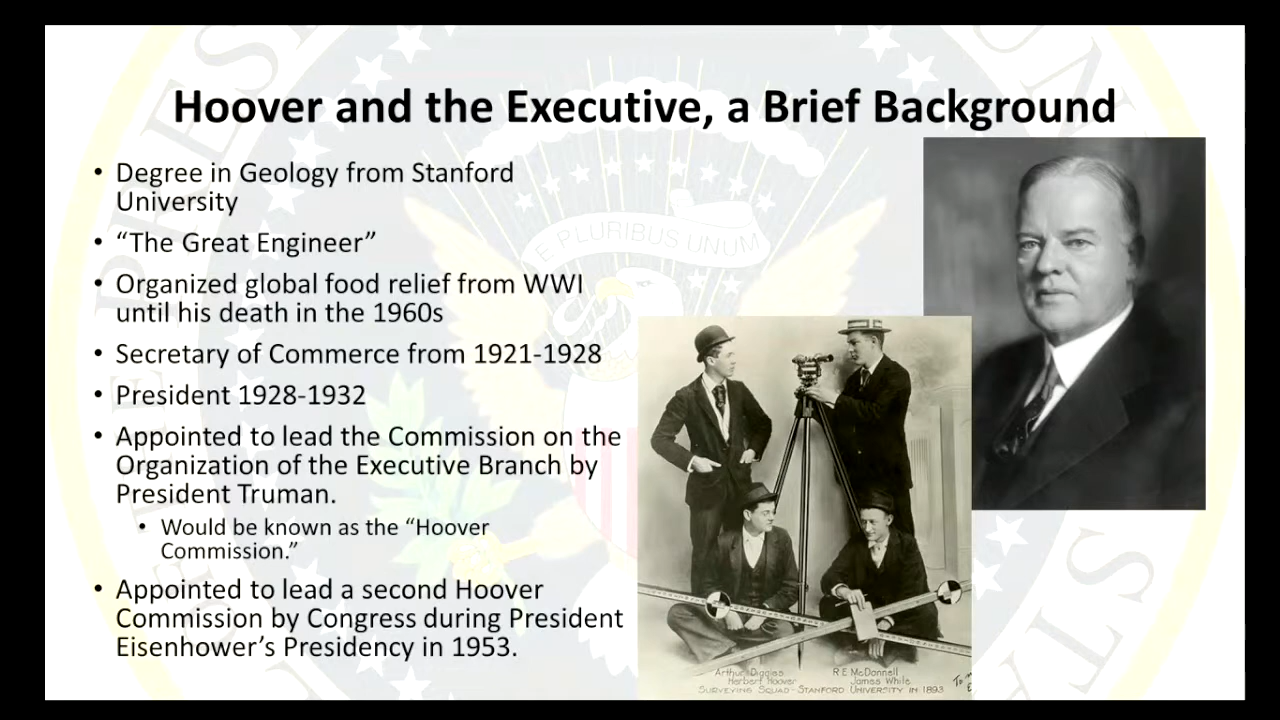 Hoover and the Executive, a Brief Background
• Degree in Geology from Stanford
University
• “The Great Engineer”
• Organized global food relief from WWI
until his death in the 1960s
• Secretary of Commerce from 1921-1928
• President 1928-1932
• Appointed to lead the Commission on the
Organization of the Executive Branch by
President Truman.
• Would be known as the “Hoover
Commission.”
• Appointed to lead a second Hoover
Commission by Congress during President
Eisenhower’s Presidency in 1953.
E PLURIBUS UNUM
Arthur Diggles R E McDonnell
Herbert Hoover James White
SURVEYING SQUAD - STANFORD UNIVERSITY IN 1893
To